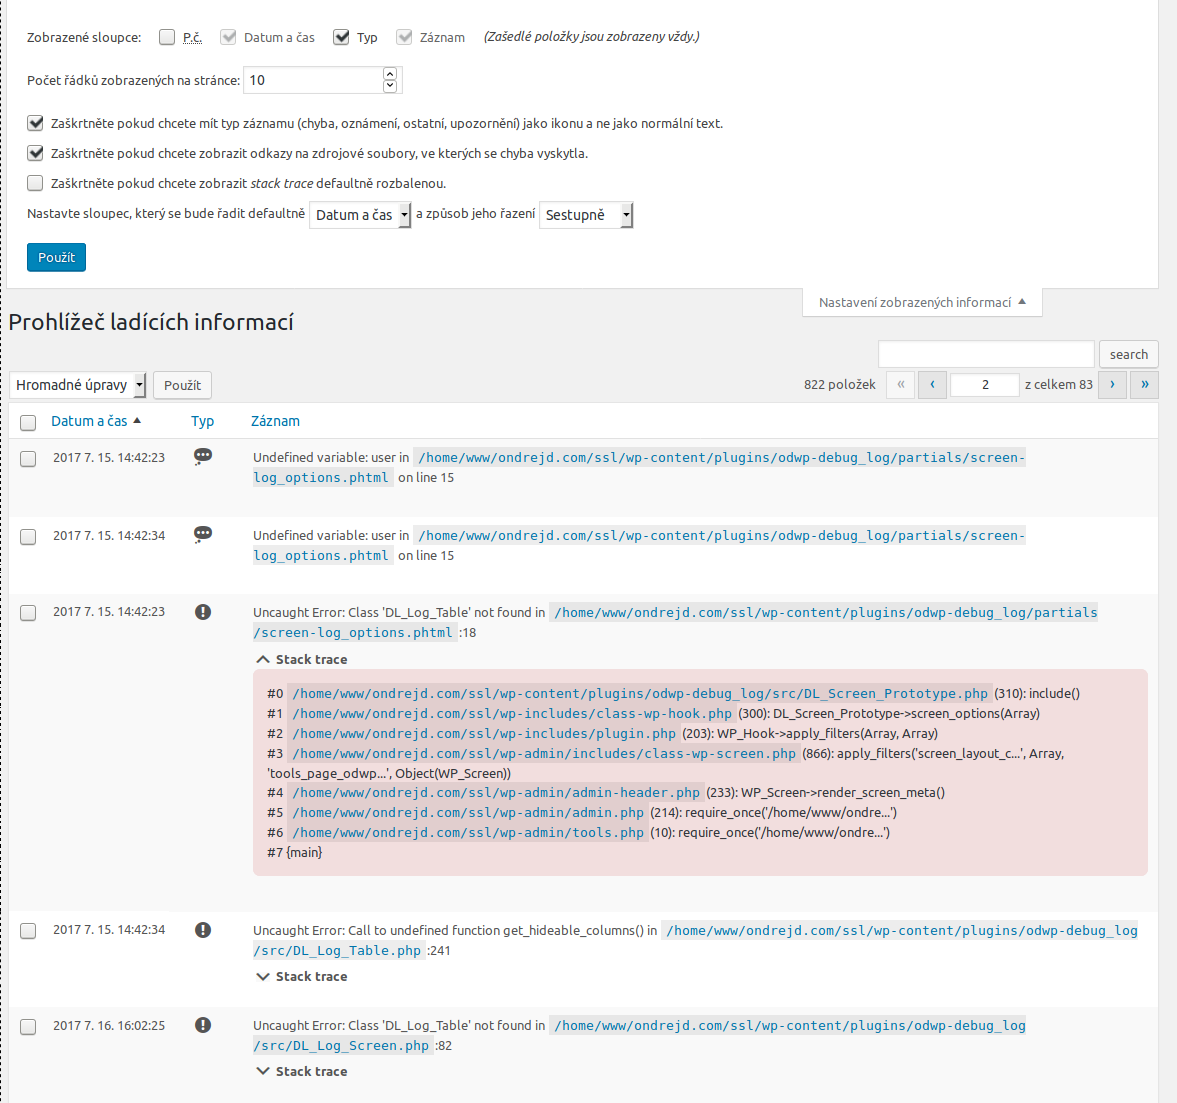 Zobrazené sloupce: P.č. Datum a čas Typ Záznam (Zašedlé položky jsou zobrazeny vždy.)
Počet řádků zobrazených na stránce: 10
Zaškrtněte pokud chcete mít typ záznamu (chyba, oznámení, ostatní, upozornění) jako ikonu a ne jako normální text.
Zaškrtněte pokud chcete zobrazit odkazy na zdrojové soubory, ve kterých se chyba vyskytla.
Zaškrtněte pokud chcete zobrazit stack trace defaultně rozbalenou.
Nastavte sloupec, který se bude řadit defaultně Datum a čas a způsob jeho řazení Sestupně
Použít
Nastavení zobrazených informací
Prohlížeč ladících informací
search
Hromadné úpravy Použít 822 položek « ‹ 2 z celkem 83 › »
Datum a čas Typ Záznam
2017 7. 15. 14:42:23 Undefined variable: user in /home/www/ondrejd.com/ssl/wp-content/plugins/odwp-debug_log/partials/screen-
log_options.phtml on line 15
2017 7. 15. 14:42:34 Undefined variable: user in /home/www/ondrejd.com/ssl/wp-content/plugins/odwp-debug_log/partials/screen-
log_options.phtml on line 15
2017 7. 15. 14:42:23 Uncaught Error: Class 'DL_Log_Table' not found in /home/www/ondrejd.com/ssl/wp-content/plugins/odwp-debug_log/partials
/screen-log_options.phtml :18
Stack trace
#0 /home/www/ondrejd.com/ssl/wp-content/plugins/odwp-debug_log/src/DL_Screen_Prototype.php (310): include()
#1 /home/www/ondrejd.com/ssl/wp-includes/class-wp-hook.php (300): DL_Screen_Prototype->screen_options(Array)
#2 /home/www/ondrejd.com/ssl/wp-includes/plugin.php (203): WP_Hook->apply_filters(Array, Array)
#3 /home/www/ondrejd.com/ssl/wp-admin/includes/class-wp-screen.php (866): apply_filters('screen_layout_c...', Array,
'tools_page_odwp...', Object(WP_Screen))
#4 /home/www/ondrejd.com/ssl/wp-admin/admin-header.php (233): WP_Screen->render_screen_meta()
#5 /home/www/ondrejd.com/ssl/wp-admin/admin.php (214): require_once('/home/www/ondre...')
#6 /home/www/ondrejd.com/ssl/wp-admin/tools.php (10): require_once('/home/www/ondre...')
#7 {main}
2017 7. 15. 14:42:34 Uncaught Error: Call to undefined function get_hideable_columns() in /home/www/ondrejd.com/ssl/wp-content/plugins/odwp-debug_log
/src/DL_Log_Table.php :241
Stack trace
2017 7. 16. 16:02:25 Uncaught Error: Class 'DL_Log_Table' not found in /home/www/ondrejd.com/ssl/wp-content/plugins/odwp-debug_log
/src/DL_Log_Screen.php :82
Stack trace